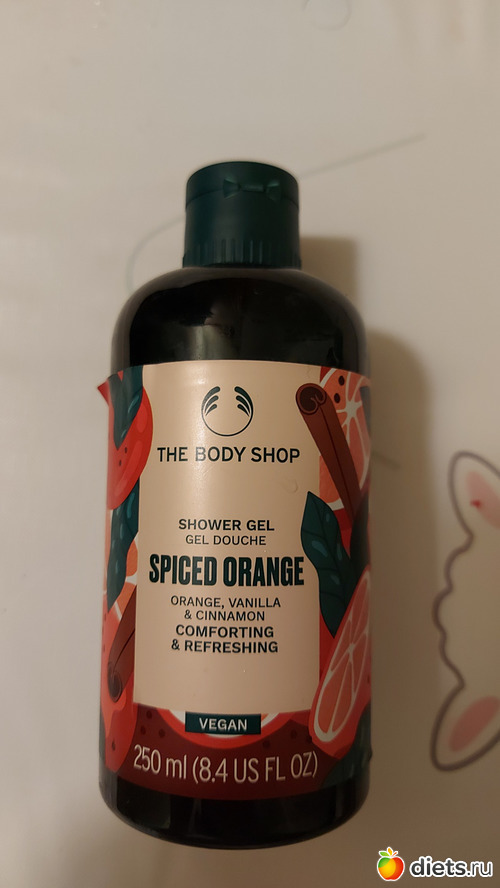 THE BODY SHOP
SHOWER GEL
GEL DOUCHE
SPICED ORANGE
ORANGE, VANILLA
& CINNAMON
COMFORTING
& REFRESHING
VEGAN
250 ml (8.4 US FL OZ)
diets.ru